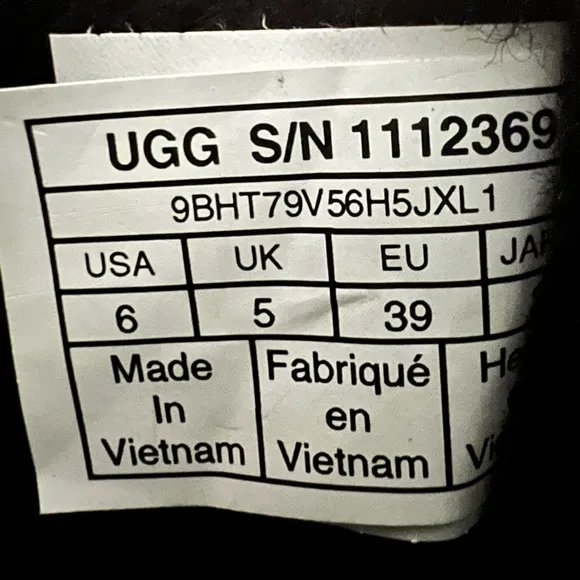 UGG S/N 1112369
9BHT79V56H5JXL1
USA UK EU
6 5 39
Made Fabriqué
In en
Vietnam Vietnam